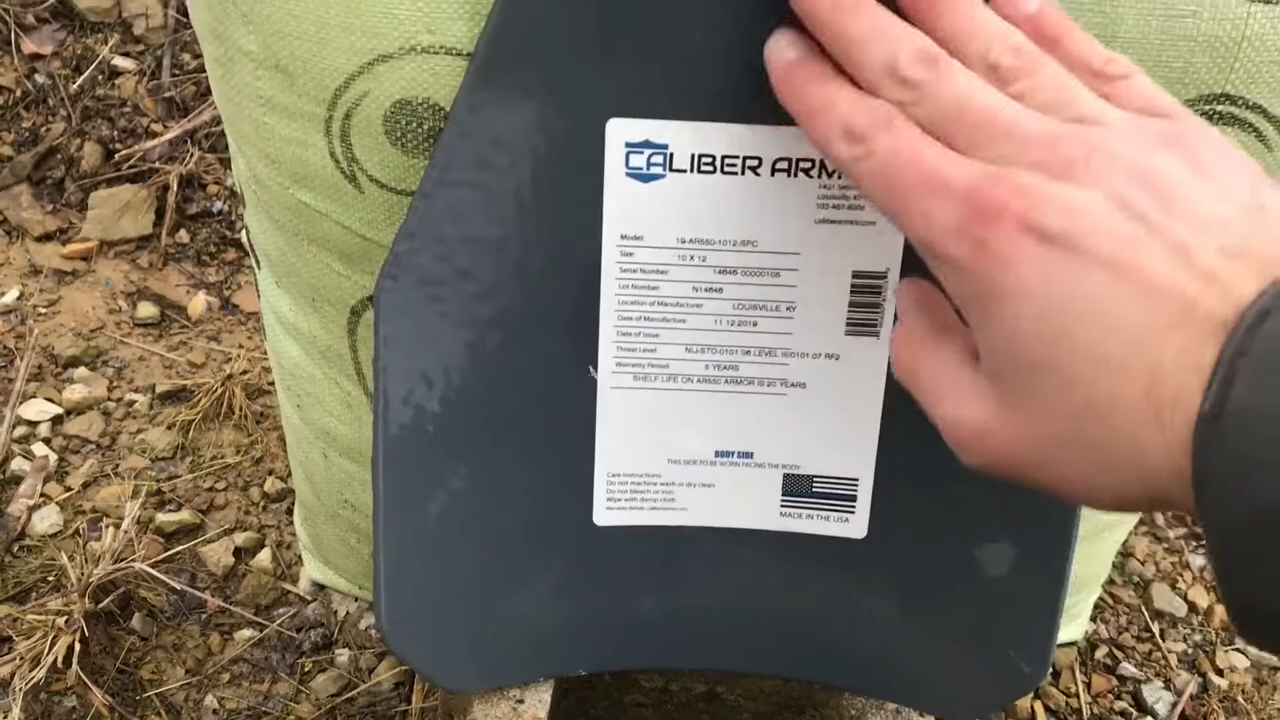 CALIBER ARM
Louisville, KY
caliberarmor.com
Model: 19-AR550-1012-SPC
Size: 10 X 12
Serial Number: 14646-00000106
Lot Number: N14646
Location of Manufacturer: LOUISVILLE, KY
Date of Manufacture: 11.12.2019
Date of Issue:
Threat Level: NIJ-STD-0101.06 LEVEL III/0101.07 RF2
Warranty Period:
SHELF LIFE ON AR550 ARMOR IS 20 YEARS
BODY SIDE
THIS SIDE TO BE WORN FACING THE BODY
Care Instructions:
Do not machine wash or dry clean
Do not bleach or iron
Wipe with damp cloth
MADE IN THE USA